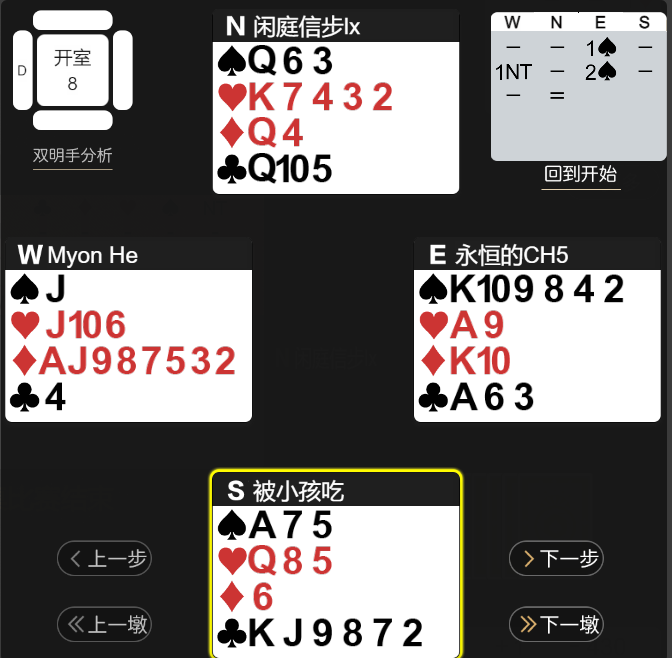 开室
8
D
双明手分析
N 闲庭信步lx
♠Q 6 3
♥K 7 4 3 2
♦Q 4
♣Q105
W N E S
– – 1♠ –
1NT – 2♠ –
– =
回到开始
W Myon He
♠J
♥J106
♦AJ987532
♣4
E 永恒的CH5
♠K109 8 4 2
♥A 9
♦K10
♣A 6 3
S 被小孩吃
♠A 7 5
♥Q 8 5
♦6
♣K J 9 8 7 2
上一步
下一步
上一墩
下一墩